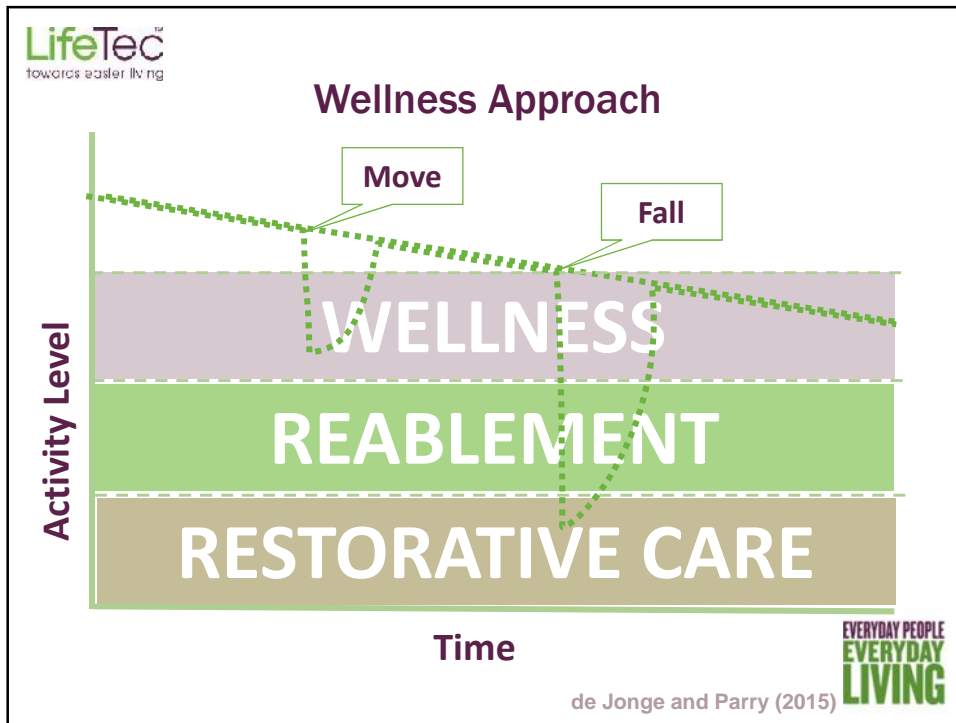 LifeTec™
towards easier living
Wellness Approach
Move
Fall
WELLNESS
REABLEMENT
RESTORATIVE CARE
Activity Level
Time
EVERYDAY PEOPLE
EVERYDAY
LIVING
de Jonge and Parry (2015)